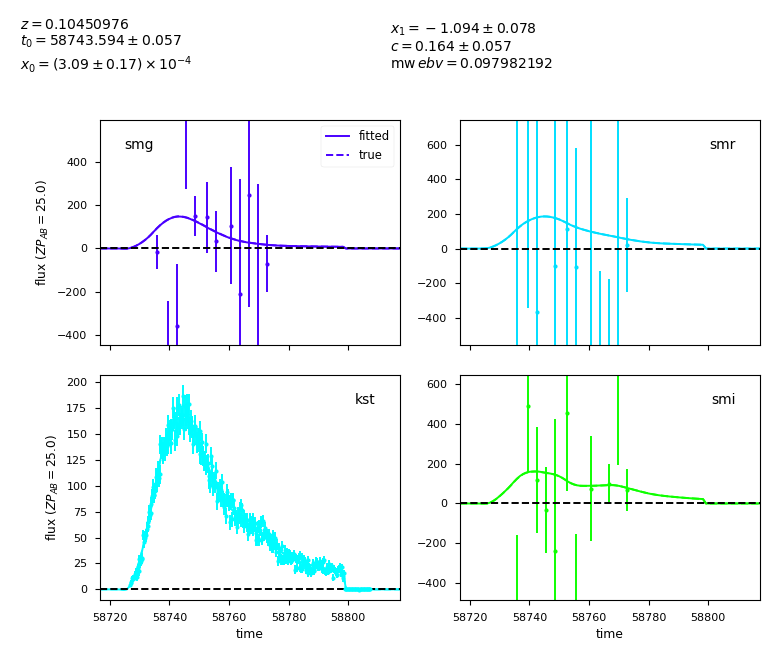 z = 0.10450976
t₀ = 58743.594 ± 0.057
x₀ = (3.09 ± 0.17) × 10⁻⁴
x₁ = −1.094 ± 0.078
c = 0.164 ± 0.057
mw ebv = 0.097982192
smg
fitted
true
400
200
0
−200
−400
flux (ZP_AB = 25.0)
smr
600
400
200
0
−200
−400
kst
200
175
150
125
100
75
50
25
0
flux (ZP_AB = 25.0)
58720 58740 58760 58780 58800
time
smi
600
400
200
0
−200
−400
58720 58740 58760 58780 58800
time